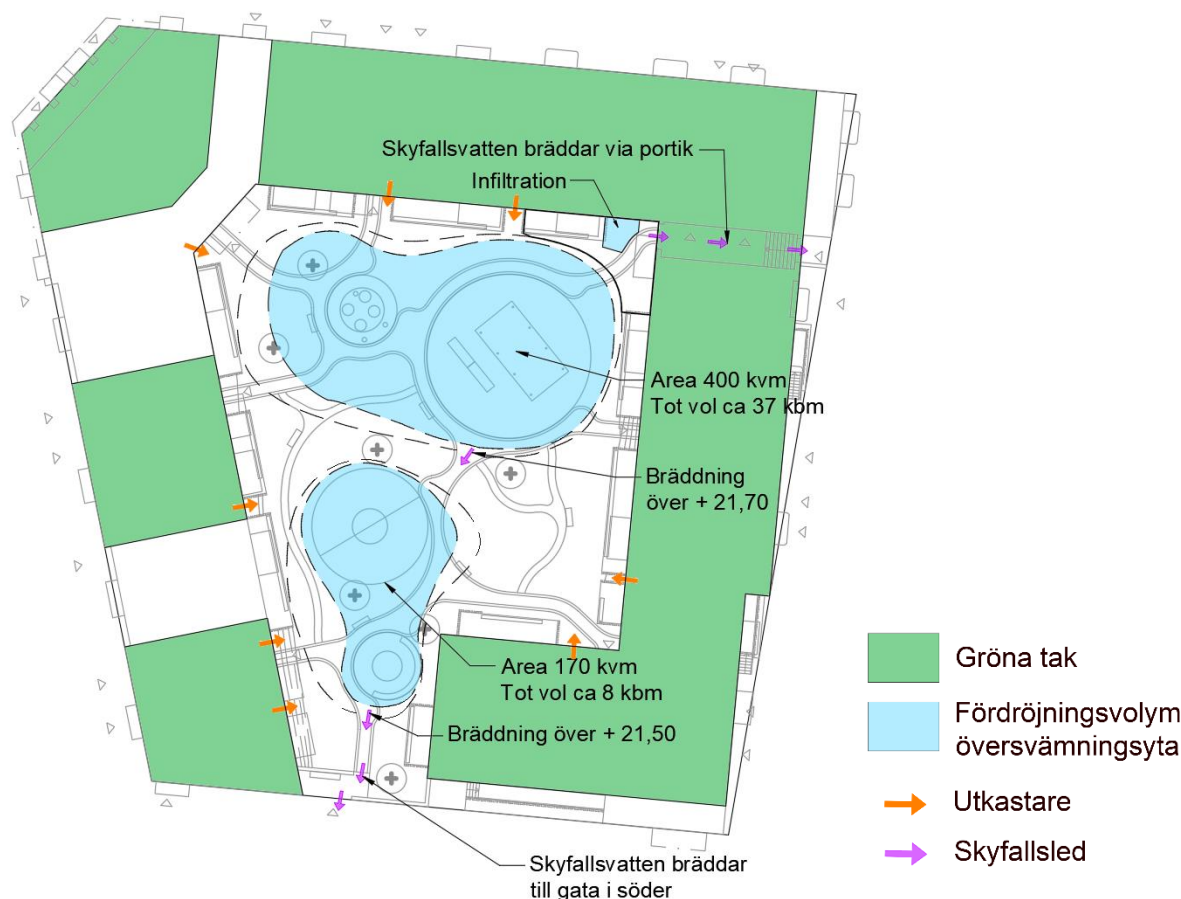 Skyfallsvatten bräddar via portik
Infiltration
Area 400 kvm
Tot vol ca 37 kbm
Bräddning
över + 21,70
Area 170 kvm
Tot vol ca 8 kbm
Bräddning över + 21,50
Skyfallsvatten bräddar
till gata i söder
Gröna tak
Fördröjningsvolym
översvämningsyta
Utkastare
Skyfallsled